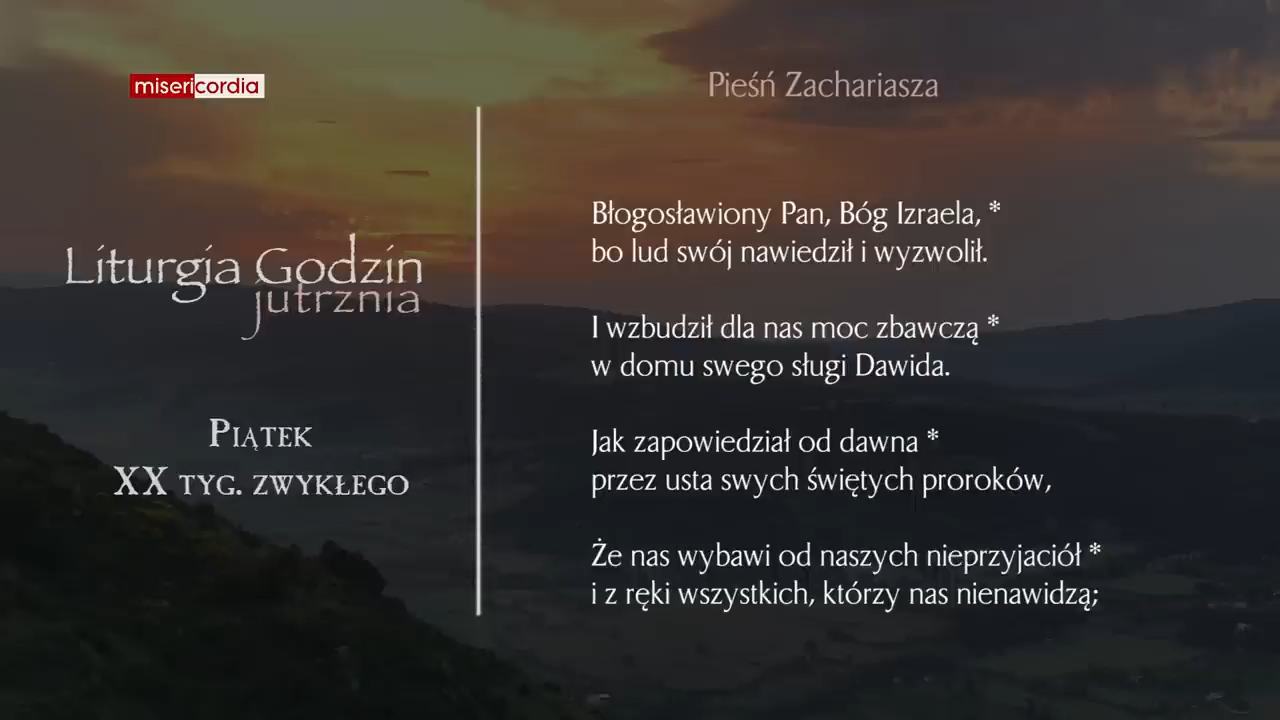 misericordia
Liturgia Godzin
jutrznia
Piątek
XX tyg. zwykłego
Pieśń Zachariasza
Błogosławiony Pan, Bóg Izraela, *
bo lud swój nawiedził i wyzwolił.
I wzbudził dla nas moc zbawczą *
w domu swego sługi Dawida.
Jak zapowiedział od dawna *
przez usta swych świętych proroków,
Że nas wybawi od naszych nieprzyjaciół *
i z ręki wszystkich, którzy nas nienawidzą;